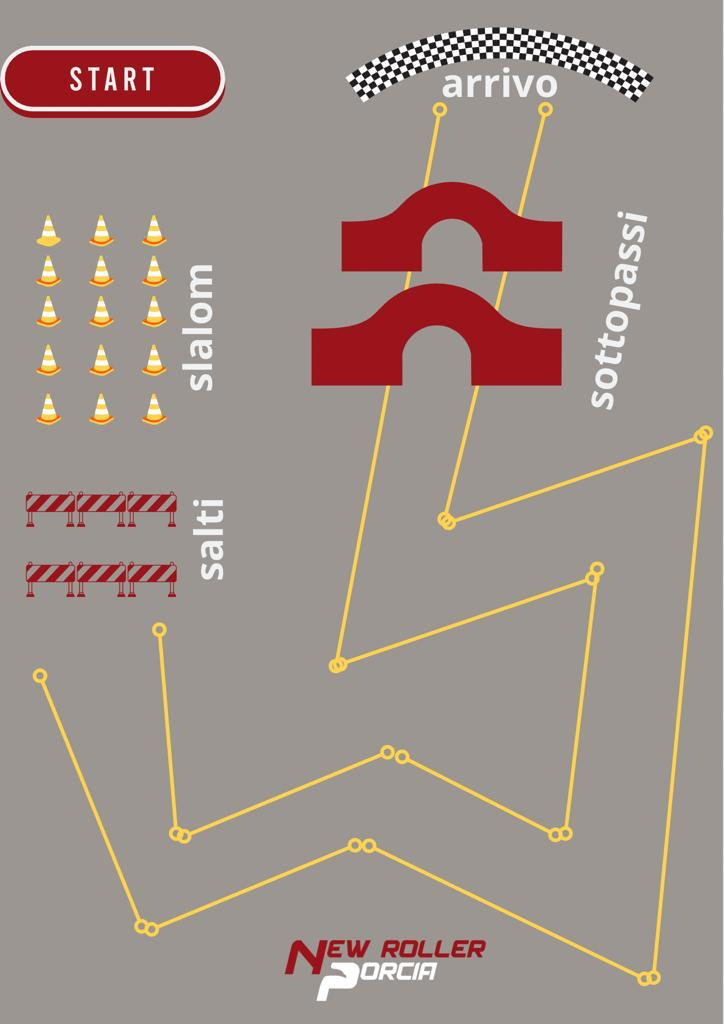 START
arrivo
sottopassi
slalom
salti
NEW ROLLER
PORCIA